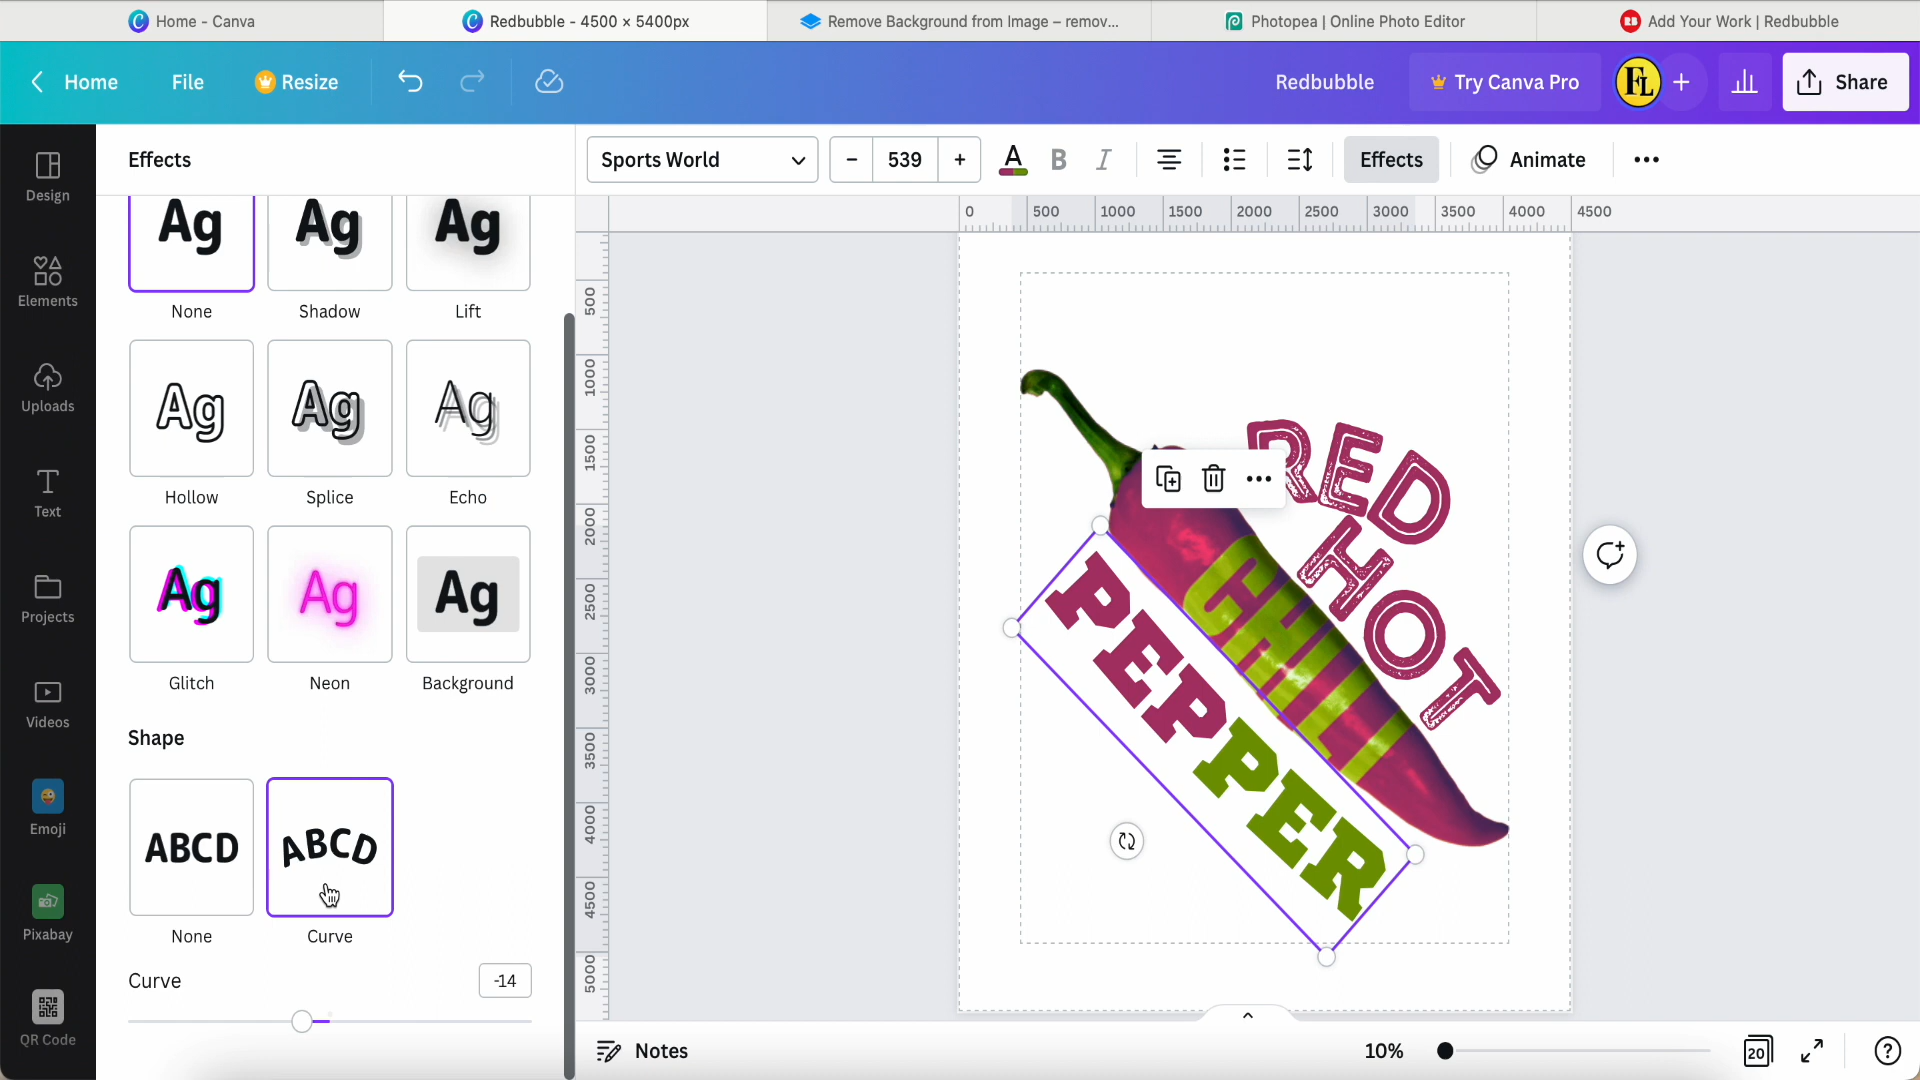 Home - Canva
Redbubble - 4500 × 5400px
Remove Background from Image – remov...
Photopea | Online Photo Editor
Add Your Work | Redbubble
Home
File
Resize
Redbubble
Try Canva Pro
FL
Share
Effects
Sports World
539
A
B
I
Effects
Animate
Design
Elements
Uploads
Text
Projects
Videos
Emoji
Pixabay
QR Code
Ag
Ag
Ag
None
Shadow
Lift
Ag
Ag
Ag
Hollow
Splice
Echo
Ag
Ag
Ag
Glitch
Neon
Background
Shape
ABCD
ABCD
None
Curve
Curve
-14
0 500 1000 1500 2000 2500 3000 3500 4000 4500
500
1000
1500
2000
2500
3000
3500
4000
4500
5000
RED
HOT
CHILI
PEPPER
Notes
10%
20